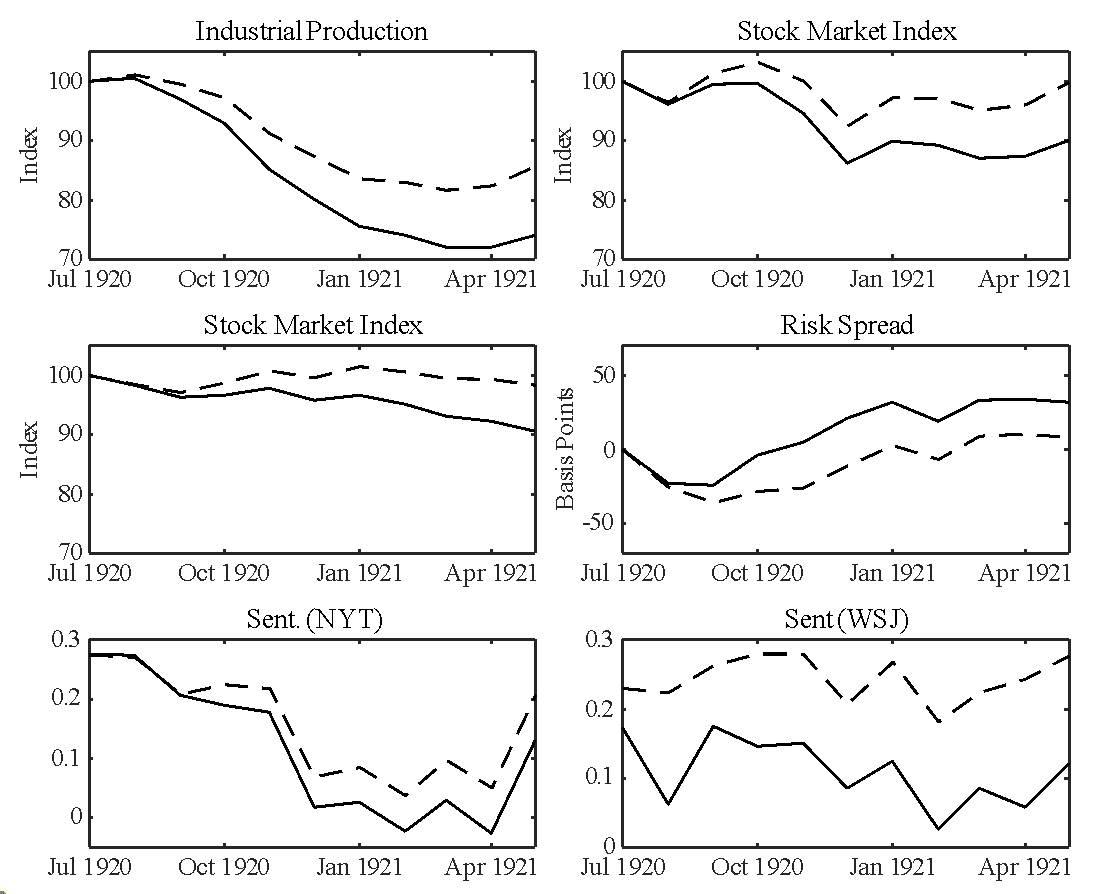 Industrial Production
Index
100
90
80
70
Jul 1920 Oct 1920 Jan 1921 Apr 1921
Stock Market Index
Index
100
90
80
70
Jul 1920 Oct 1920 Jan 1921 Apr 1921
Stock Market Index
Index
100
90
80
70
Jul 1920 Oct 1920 Jan 1921 Apr 1921
Risk Spread
Basis Points
50
0
-50
Jul 1920 Oct 1920 Jan 1921 Apr 1921
Sent. (NYT)
0.3
0.2
0.1
0
Jul 1920 Oct 1920 Jan 1921 Apr 1921
Sent (WSJ)
0.3
0.2
0.1
0
Jul 1920 Oct 1920 Jan 1921 Apr 1921